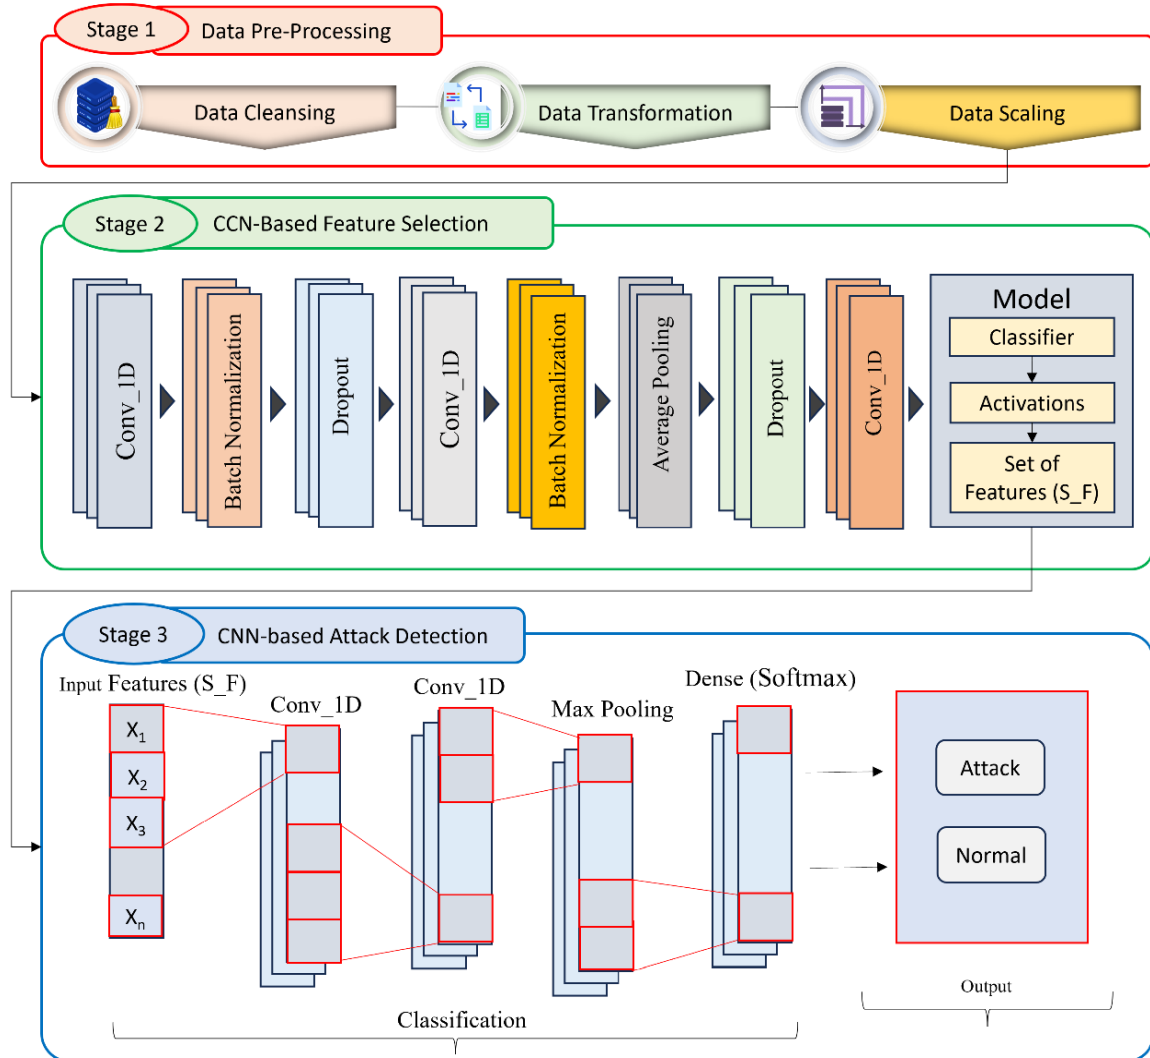 Stage 1
Data Pre-Processing
Data Cleansing
Data Transformation
Data Scaling
Stage 2
CCN-Based Feature Selection
Conv_1D
Batch Normalization
Dropout
Conv_1D
Batch Normalization
Average Pooling
Dropout
Conv_1D
Model
Classifier
Activations
Set of
Features (S_F)
Stage 3
CNN-based Attack Detection
Input Features (S_F)
Conv_1D
Conv_1D
Max Pooling
Dense (Softmax)
X1
X2
X3
Xn
Attack
Normal
Classification
Output